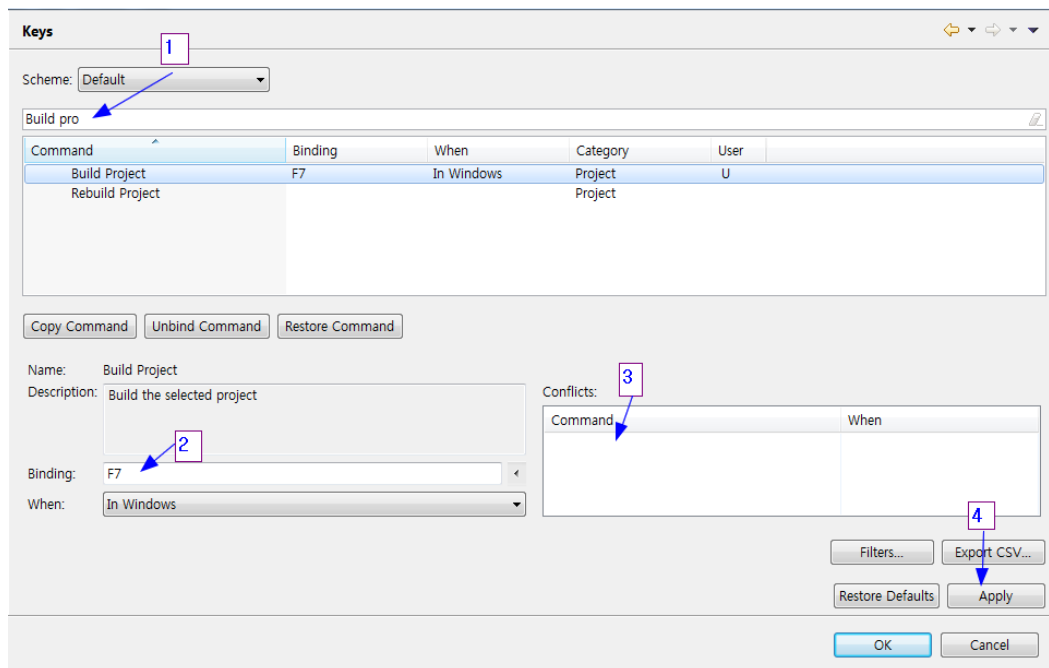 Keys
1
Scheme: Default
Build pro
Command Binding When Category User
Build Project F7 In Windows Project U
Rebuild Project Project
Copy Command Unbind Command Restore Command
Name: Build Project
Description: Build the selected project
3
Conflicts:
Command When
2
Binding: F7
When: In Windows
4
Filters... Export CSV...
Restore Defaults Apply
OK Cancel